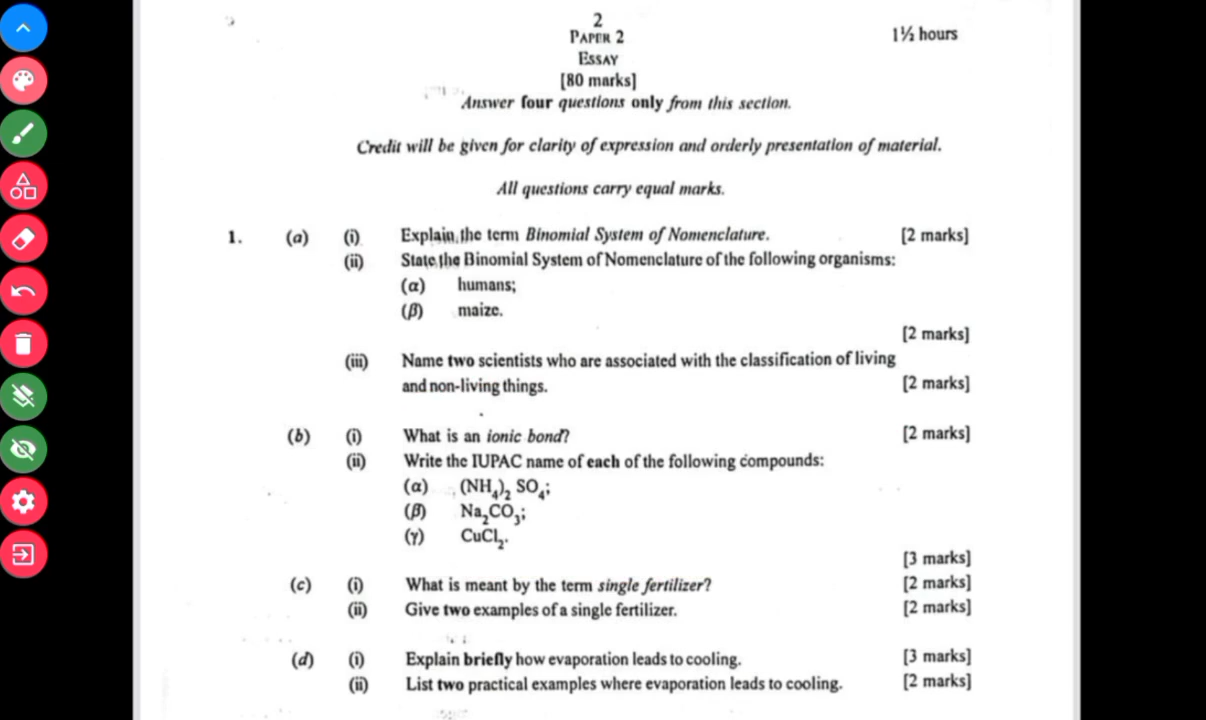 2
PAPER 2
1½ hours
ESSAY
[80 marks]
Answer four questions only from this section.
Credit will be given for clarity of expression and orderly presentation of material.
All questions carry equal marks.
1. (a) (i) Explain the term Binomial System of Nomenclature. [2 marks]
(ii) State the Binomial System of Nomenclature of the following organisms:
(α) humans;
(β) maize.
[2 marks]
(iii) Name two scientists who are associated with the classification of living
and non-living things. [2 marks]
(b) (i) What is an ionic bond? [2 marks]
(ii) Write the IUPAC name of each of the following compounds:
(α) (NH₄)₂ SO₄;
(β) Na₂CO₃;
(γ) CuCl₂.
[3 marks]
(c) (i) What is meant by the term single fertilizer? [2 marks]
(ii) Give two examples of a single fertilizer. [2 marks]
(d) (i) Explain briefly how evaporation leads to cooling. [3 marks]
(ii) List two practical examples where evaporation leads to cooling. [2 marks]